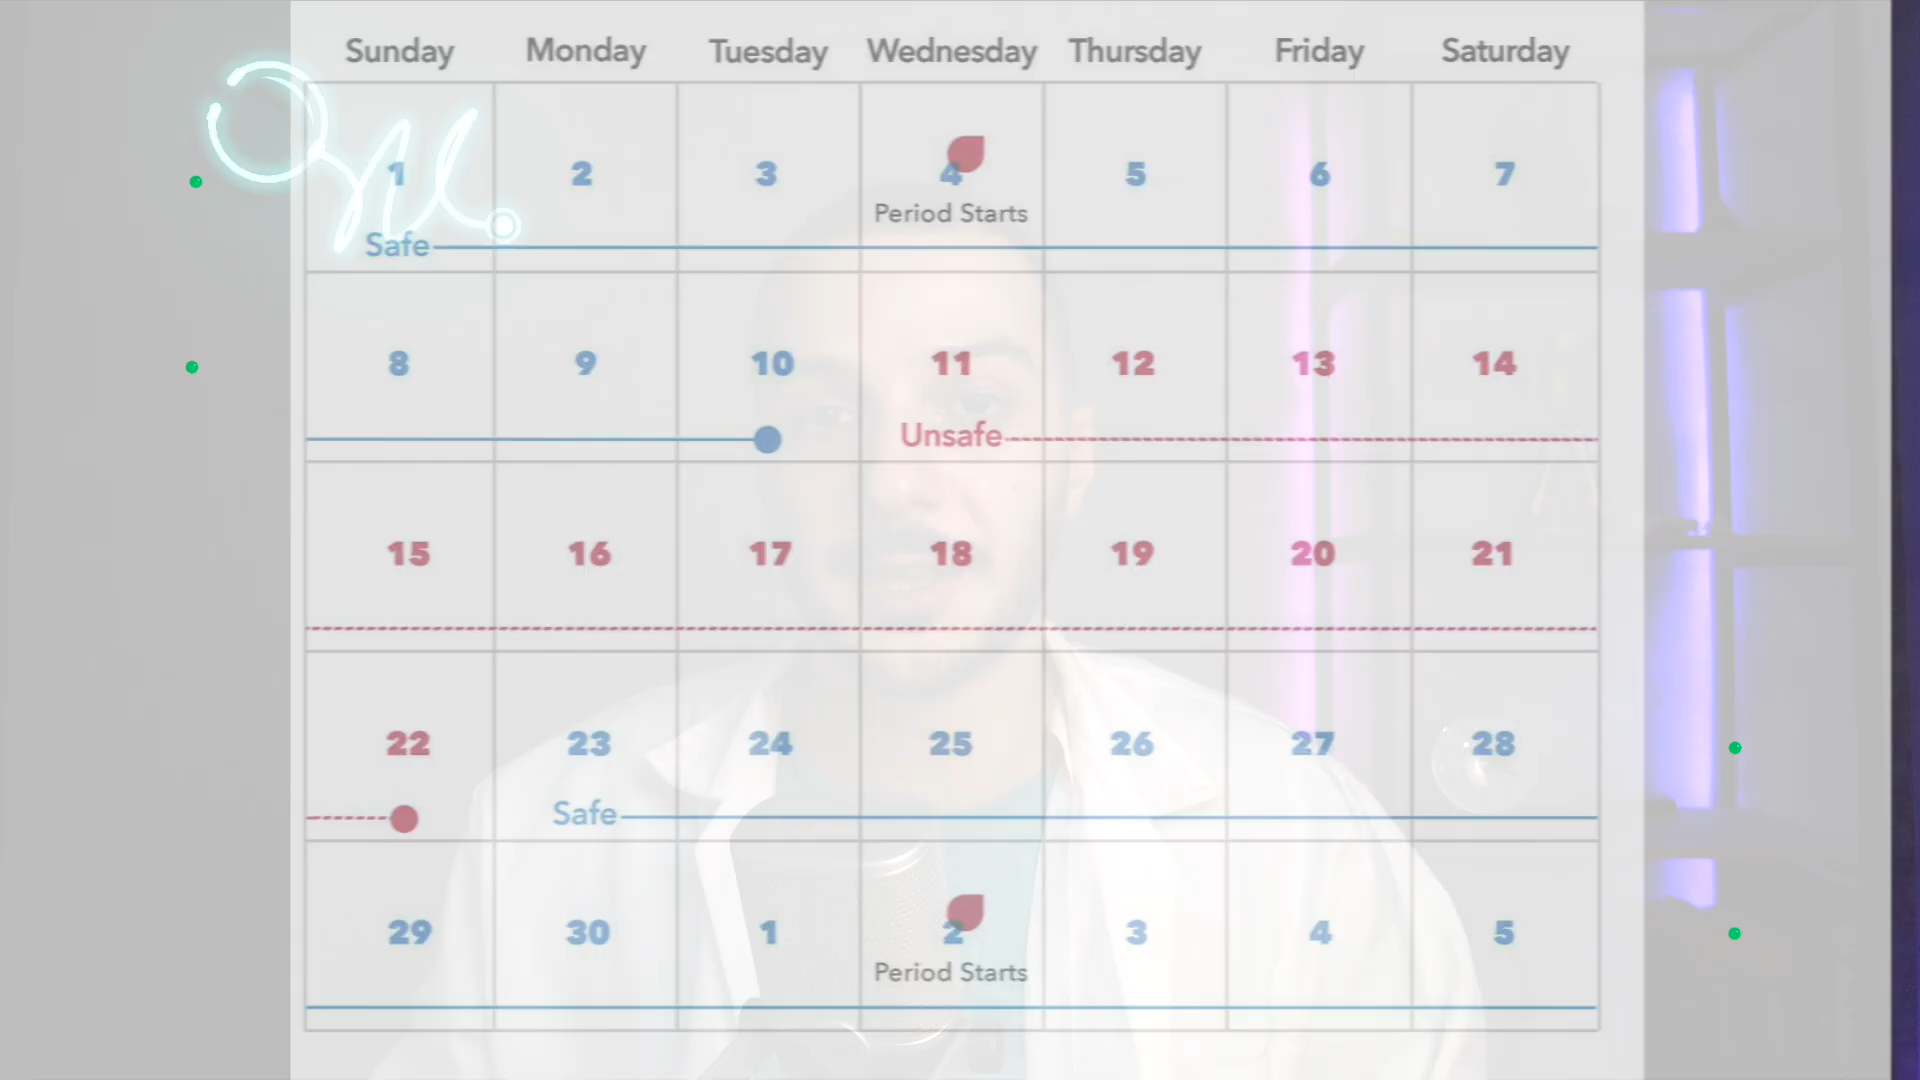 Sunday Monday Tuesday Wednesday Thursday Friday Saturday
1 2 3 4 5 6 7
Period Starts
Safe
8 9 10 11 12 13 14
Unsafe
15 16 17 18 19 20 21
22 23 24 25 26 27 28
Safe
29 30 1 2 3 4 5
Period Starts